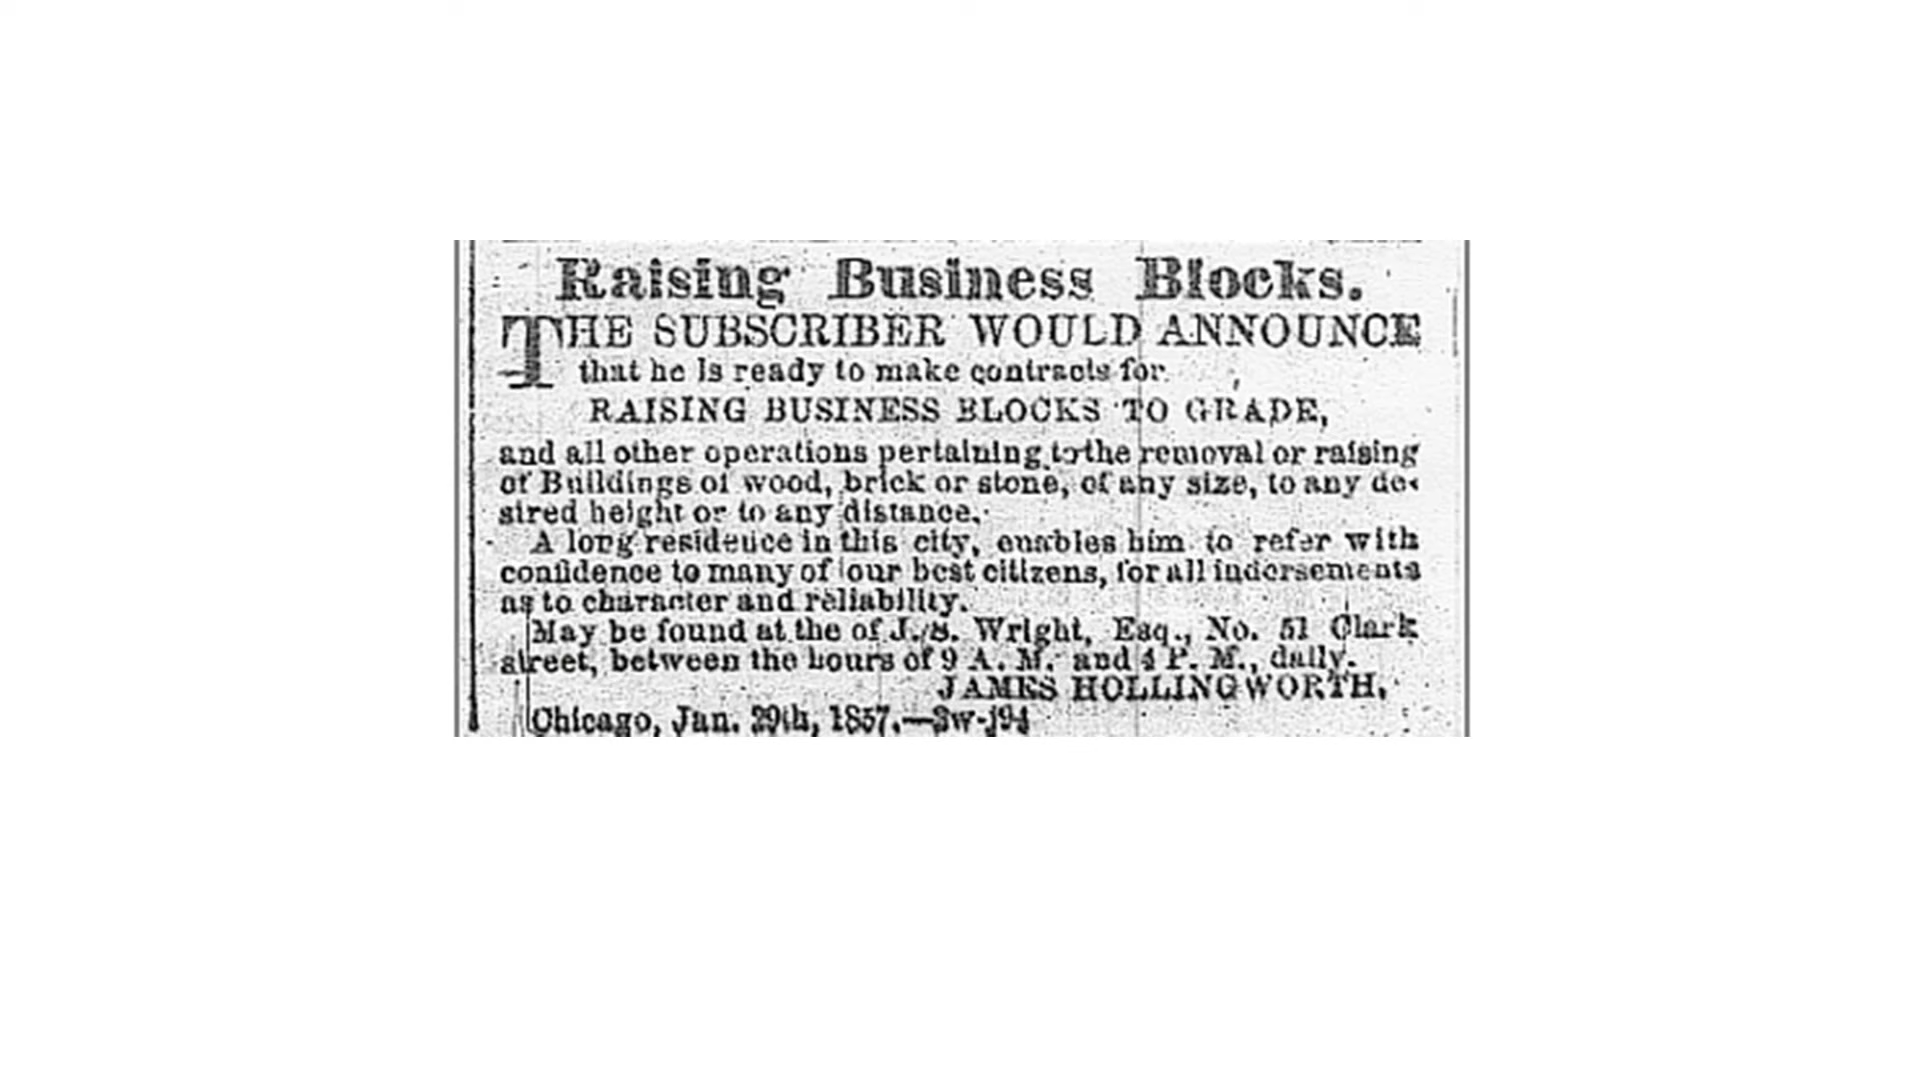 Raising Business Blocks.
THE SUBSCRIBER WOULD ANNOUNCE
that he is ready to make contracts for
RAISING BUSINESS BLOCKS TO GRADE,
and all other operations pertaining to the removal or raising
of Buildings of wood, brick or stone, of any size, to any de-
sired height or to any distance.
A long residence in this city, enables him to refer with
confidence to many of our best citizens, for all indorsements
as to character and reliability.
May be found at the of J. S. Wright, Esq., No. 51 Clark
street, between the hours of 9 A. M. and 4 P. M., daily.
JAMES HOLLINGWORTH,
Chicago, Jan. 29th, 1857.—3w-j94